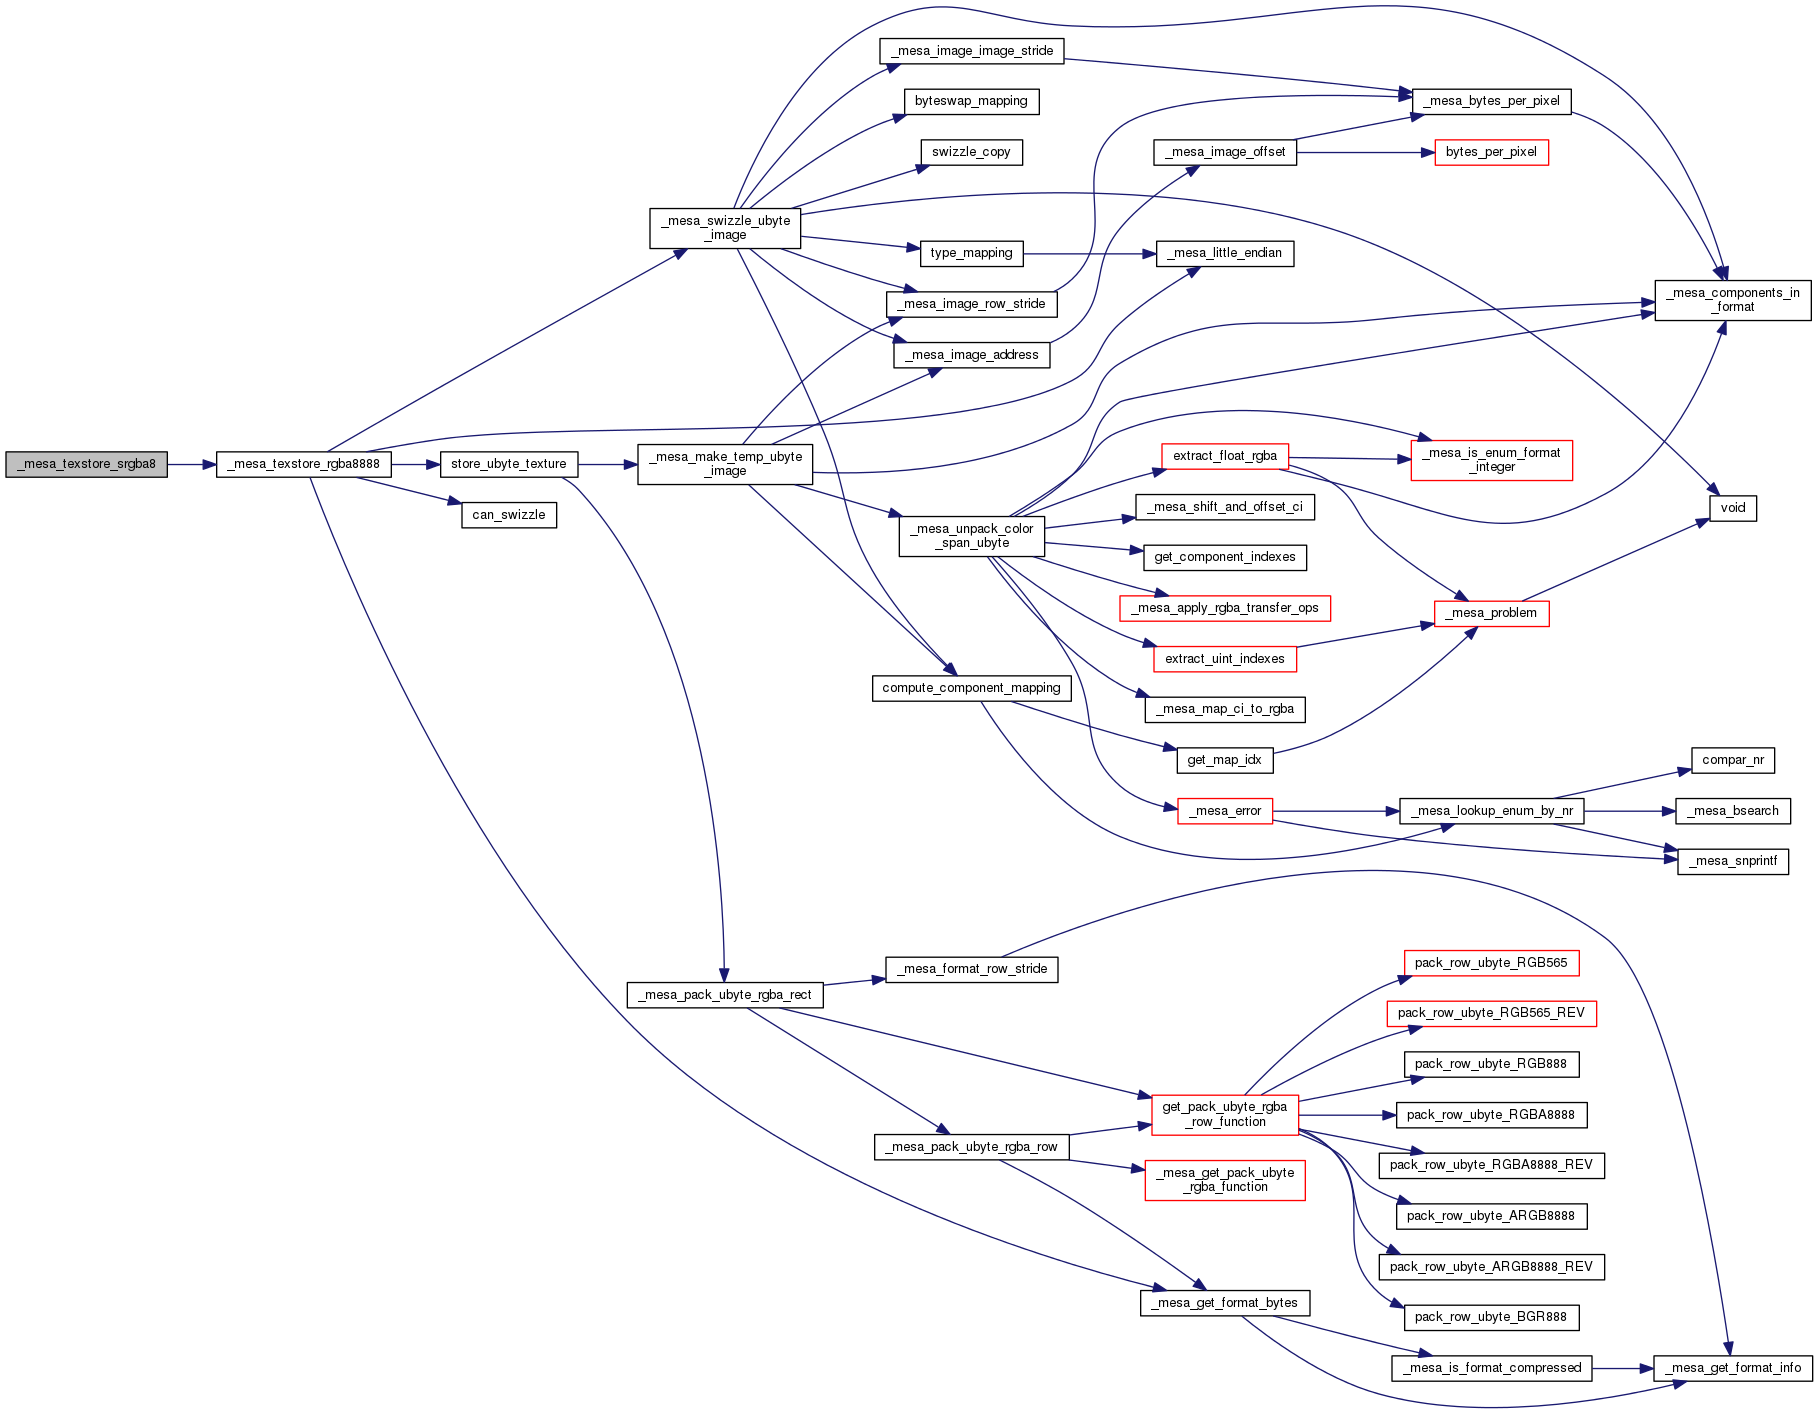 _mesa_image_image_stride
byteswap_mapping
_mesa_bytes_per_pixel
swizzle_copy
_mesa_image_offset
bytes_per_pixel
_mesa_swizzle_ubyte
_image
type_mapping
_mesa_little_endian
_mesa_image_row_stride
_mesa_components_in
_format
_mesa_image_address
_mesa_texstore_srgba8
_mesa_texstore_rgba8888
store_ubyte_texture
_mesa_make_temp_ubyte
_image
extract_float_rgba
_mesa_is_enum_format
_integer
can_swizzle
_mesa_unpack_color
_span_ubyte
_mesa_shift_and_offset_ci
void
get_component_indexes
_mesa_apply_rgba_transfer_ops
_mesa_problem
extract_uint_indexes
compute_component_mapping
_mesa_map_ci_to_rgba
get_map_idx
compar_nr
_mesa_error
_mesa_lookup_enum_by_nr
_mesa_bsearch
_mesa_snprintf
_mesa_format_row_stride
pack_row_ubyte_RGB565
_mesa_pack_ubyte_rgba_rect
pack_row_ubyte_RGB565_REV
pack_row_ubyte_RGB888
get_pack_ubyte_rgba
_row_function
pack_row_ubyte_RGBA8888
_mesa_pack_ubyte_rgba_row
pack_row_ubyte_RGBA8888_REV
_mesa_get_pack_ubyte
_rgba_function
pack_row_ubyte_ARGB8888
pack_row_ubyte_ARGB8888_REV
_mesa_get_format_bytes
pack_row_ubyte_BGR888
_mesa_is_format_compressed
_mesa_get_format_info